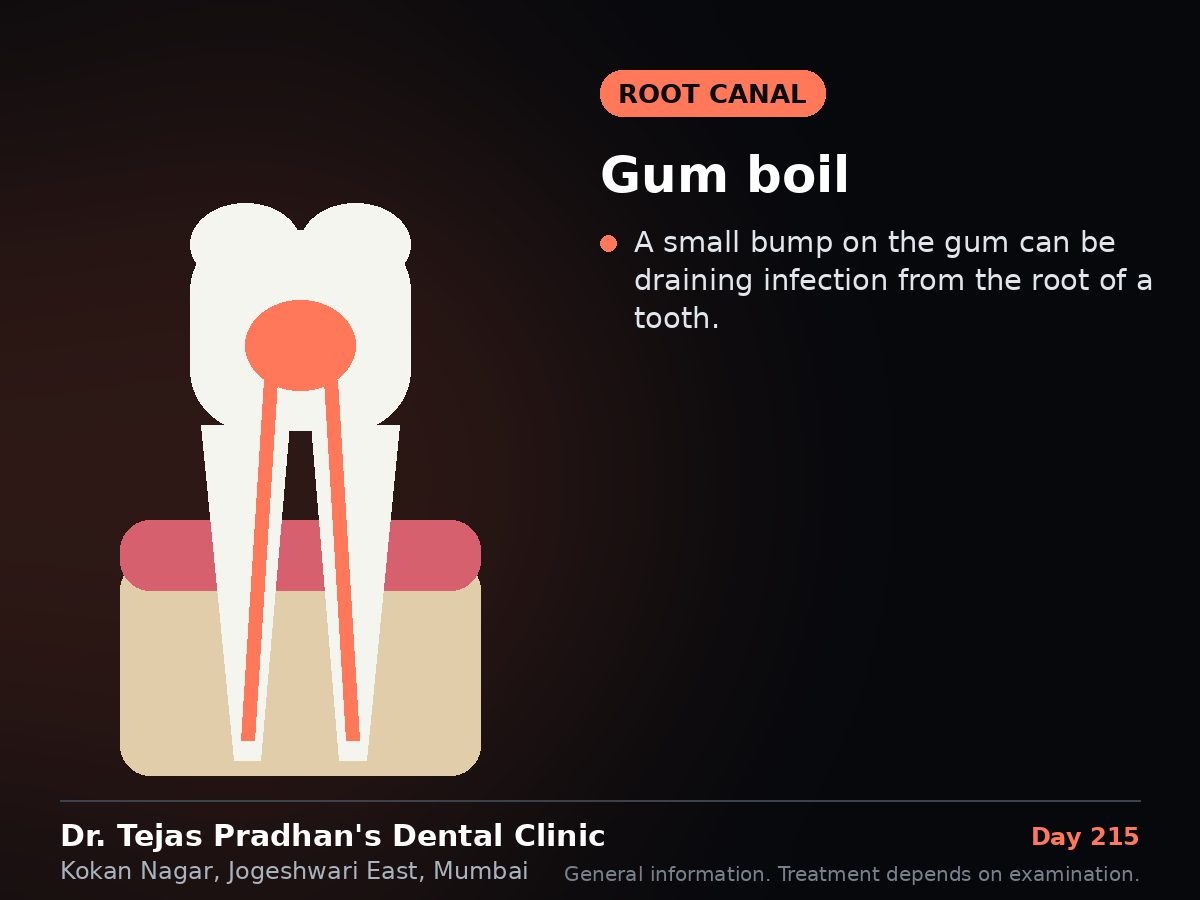 ROOT CANAL
Gum boil
A small bump on the gum can be
draining infection from the root of a
tooth.
Dr. Tejas Pradhan's Dental Clinic
Day 215
Kokan Nagar, Jogeshwari East, Mumbai
General information. Treatment depends on examination.